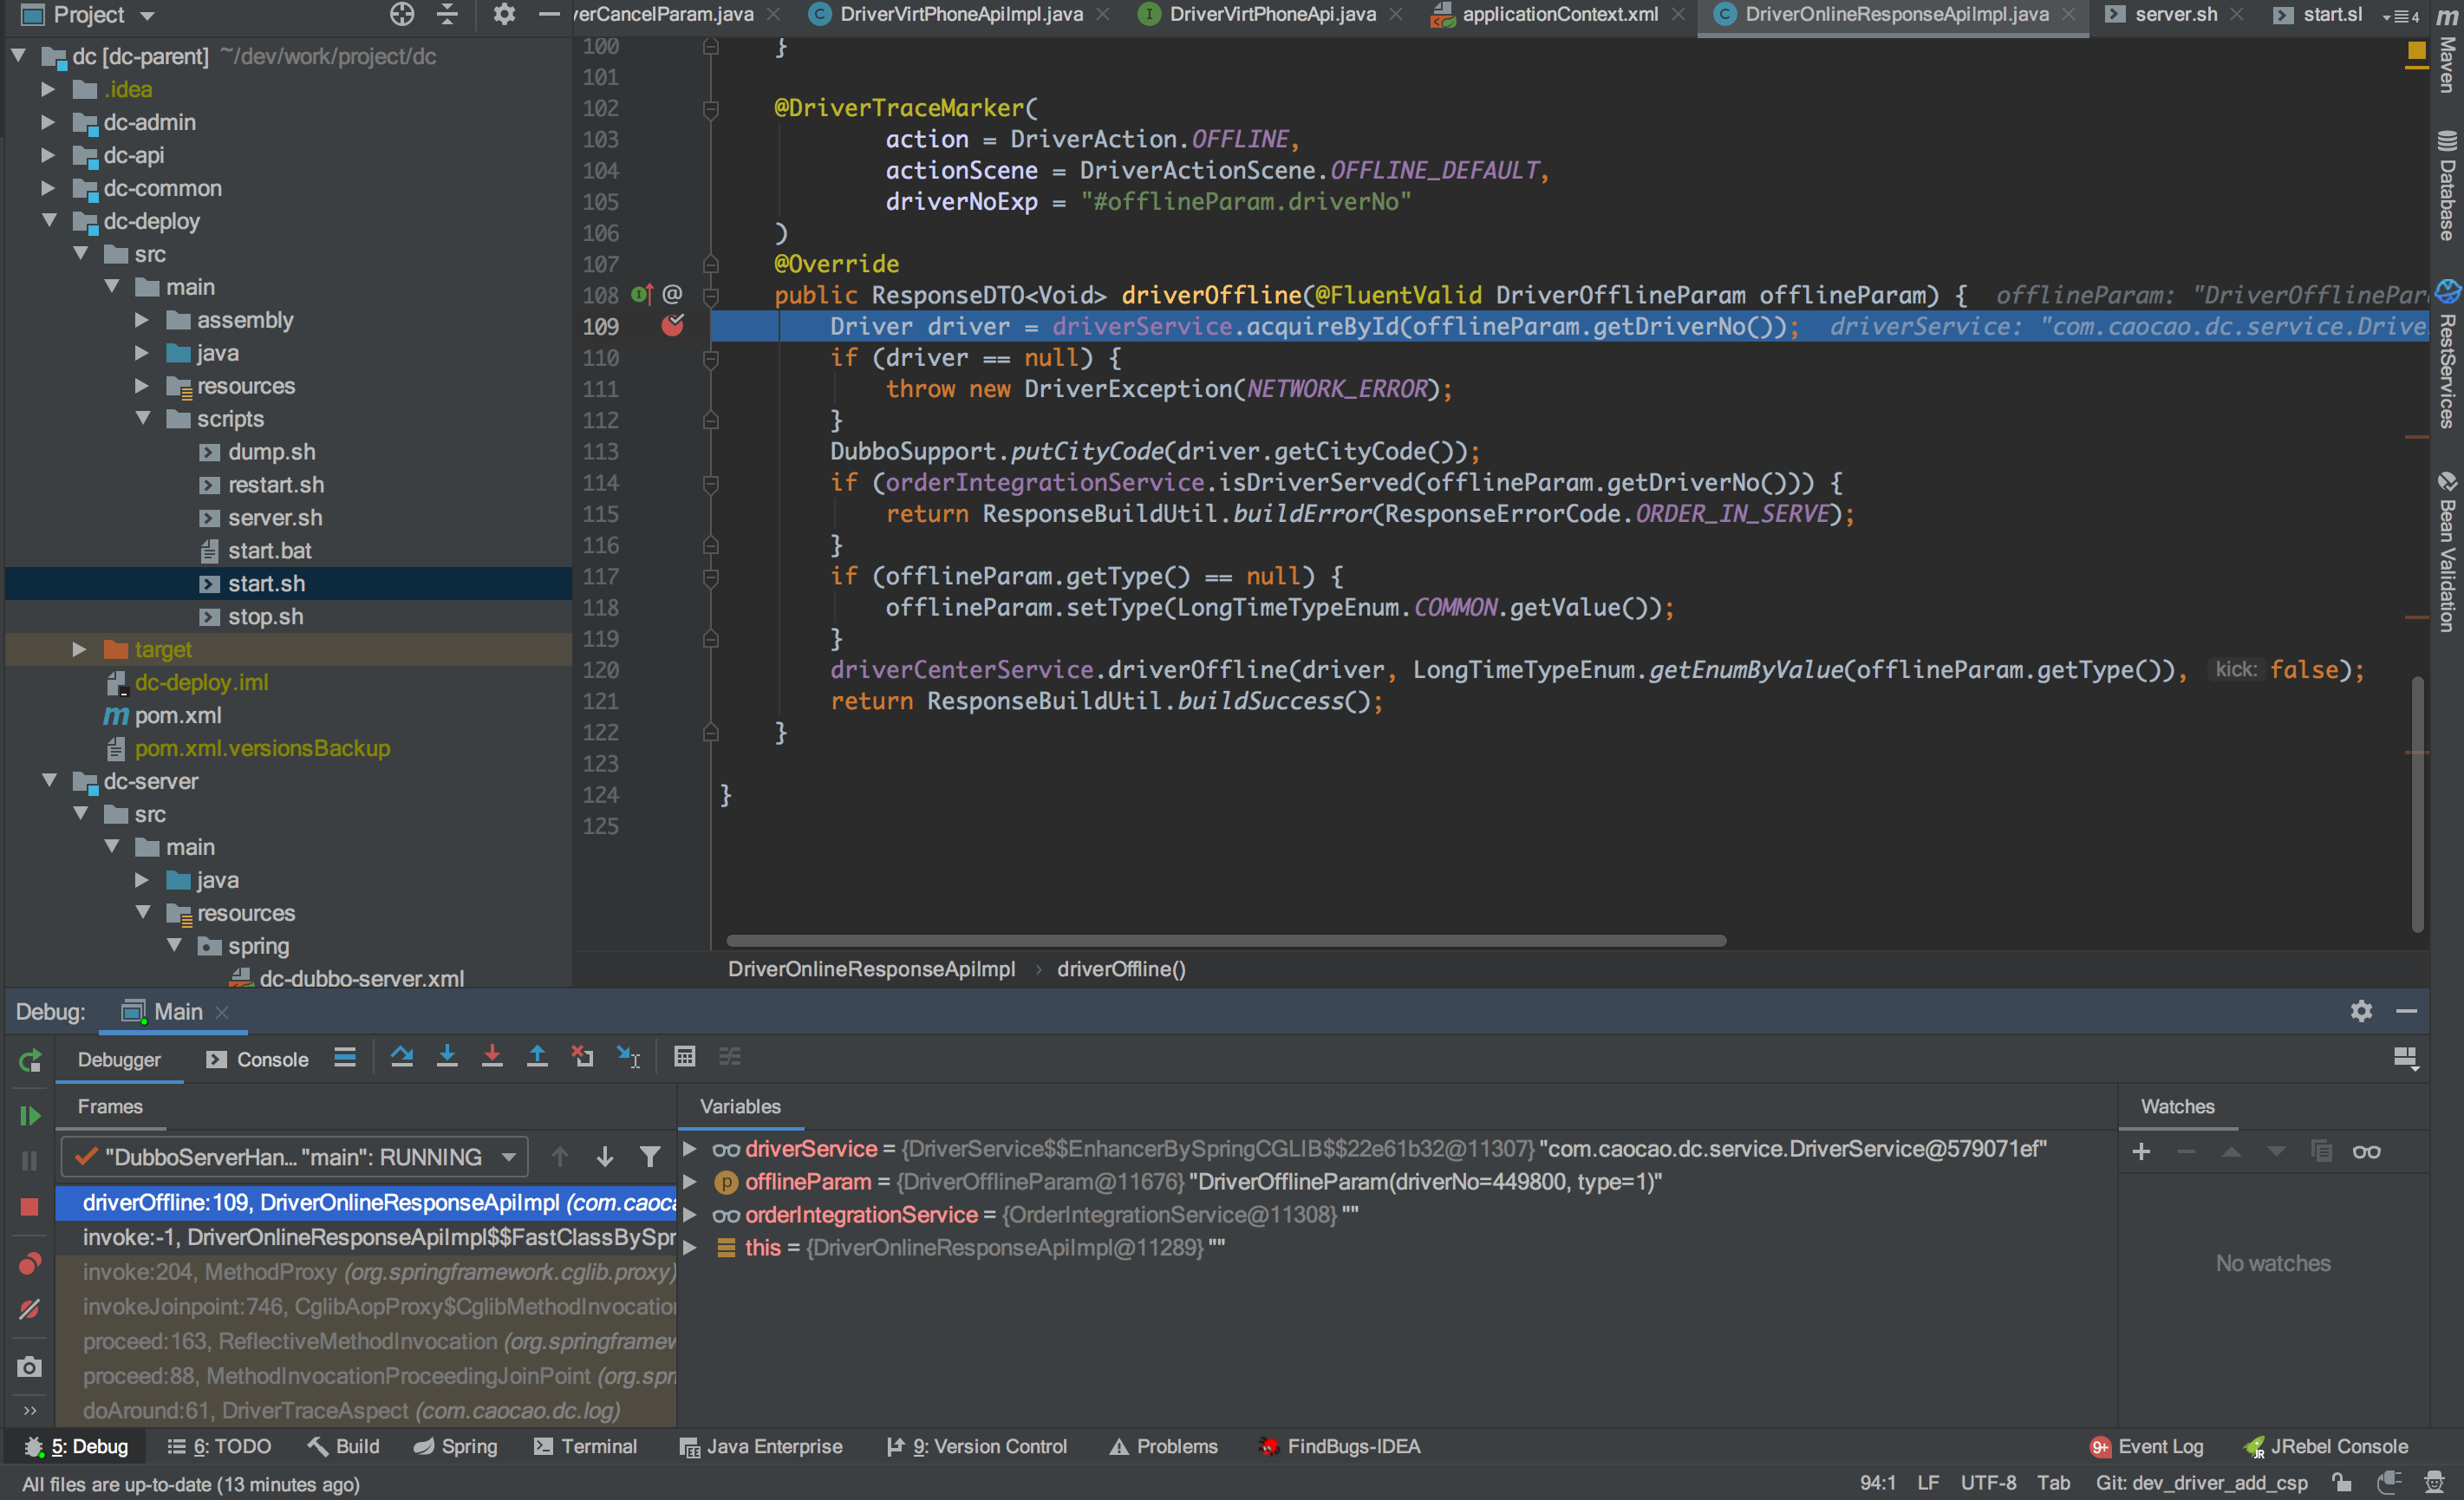 Project
verCancelParam.java
DriverVirtPhoneApiImpl.java
DriverVirtPhoneApi.java
applicationContext.xml
DriverOnlineResponseApiImpl.java
server.sh
start.sl
4
dc [dc-parent] ~/dev/work/project/dc
.idea
dc-admin
dc-api
dc-common
dc-deploy
src
main
assembly
java
resources
scripts
dump.sh
restart.sh
server.sh
start.bat
start.sh
stop.sh
target
dc-deploy.iml
pom.xml
pom.xml.versionsBackup
dc-server
src
main
java
resources
spring
dc-dubbo-server.xml
100 }
101
102 @DriverTraceMarker(
103 action = DriverAction.OFFLINE,
104 actionScene = DriverActionScene.OFFLINE_DEFAULT,
105 driverNoExp = "#offlineParam.driverNo"
106 )
107 @Override
108 public ResponseDTO<Void> driverOffline(@FluentValid DriverOfflineParam offlineParam) { offlineParam: "DriverOfflinePar
109 Driver driver = driverService.acquireById(offlineParam.getDriverNo()); driverService: "com.caocao.dc.service.Drive
110 if (driver == null) {
111 throw new DriverException(NETWORK_ERROR);
112 }
113 DubboSupport.putCityCode(driver.getCityCode());
114 if (orderIntegrationService.isDriverServed(offlineParam.getDriverNo())) {
115 return ResponseBuildUtil.buildError(ResponseErrorCode.ORDER_IN_SERVE);
116 }
117 if (offlineParam.getType() == null) {
118 offlineParam.setType(LongTimeTypeEnum.COMMON.getValue());
119 }
120 driverCenterService.driverOffline(driver, LongTimeTypeEnum.getEnumByValue(offlineParam.getType()), kick: false);
121 return ResponseBuildUtil.buildSuccess();
122 }
123
124 }
125
DriverOnlineResponseApiImpl › driverOffline()
Maven
Database
RestServices
Bean Validation
Debug: Main
Debugger Console
Frames
"DubboServerHan... "main": RUNNING
driverOffline:109, DriverOnlineResponseApiImpl (com.caoca
invoke:-1, DriverOnlineResponseApiImpl$$FastClassBySpr
invoke:204, MethodProxy (org.springframework.cglib.proxy)
invokeJoinpoint:746, CglibAopProxy$CglibMethodInvocation
proceed:163, ReflectiveMethodInvocation (org.springframew
proceed:88, MethodInvocationProceedingJoinPoint (org.spri
doAround:61, DriverTraceAspect (com.caocao.dc.log)
Variables
driverService = {DriverService$$EnhancerBySpringCGLIB$$22e61b32@11307} "com.caocao.dc.service.DriverService@579071ef"
offlineParam = {DriverOfflineParam@11676} "DriverOfflineParam(driverNo=449800, type=1)"
orderIntegrationService = {OrderIntegrationService@11308} ""
this = {DriverOnlineResponseApiImpl@11289} ""
Watches
No watches
5: Debug 6: TODO Build Spring Terminal Java Enterprise 9: Version Control Problems FindBugs-IDEA 9+ Event Log JRebel Console
All files are up-to-date (13 minutes ago) 94:1 LF UTF-8 Tab Git: dev_driver_add_csp